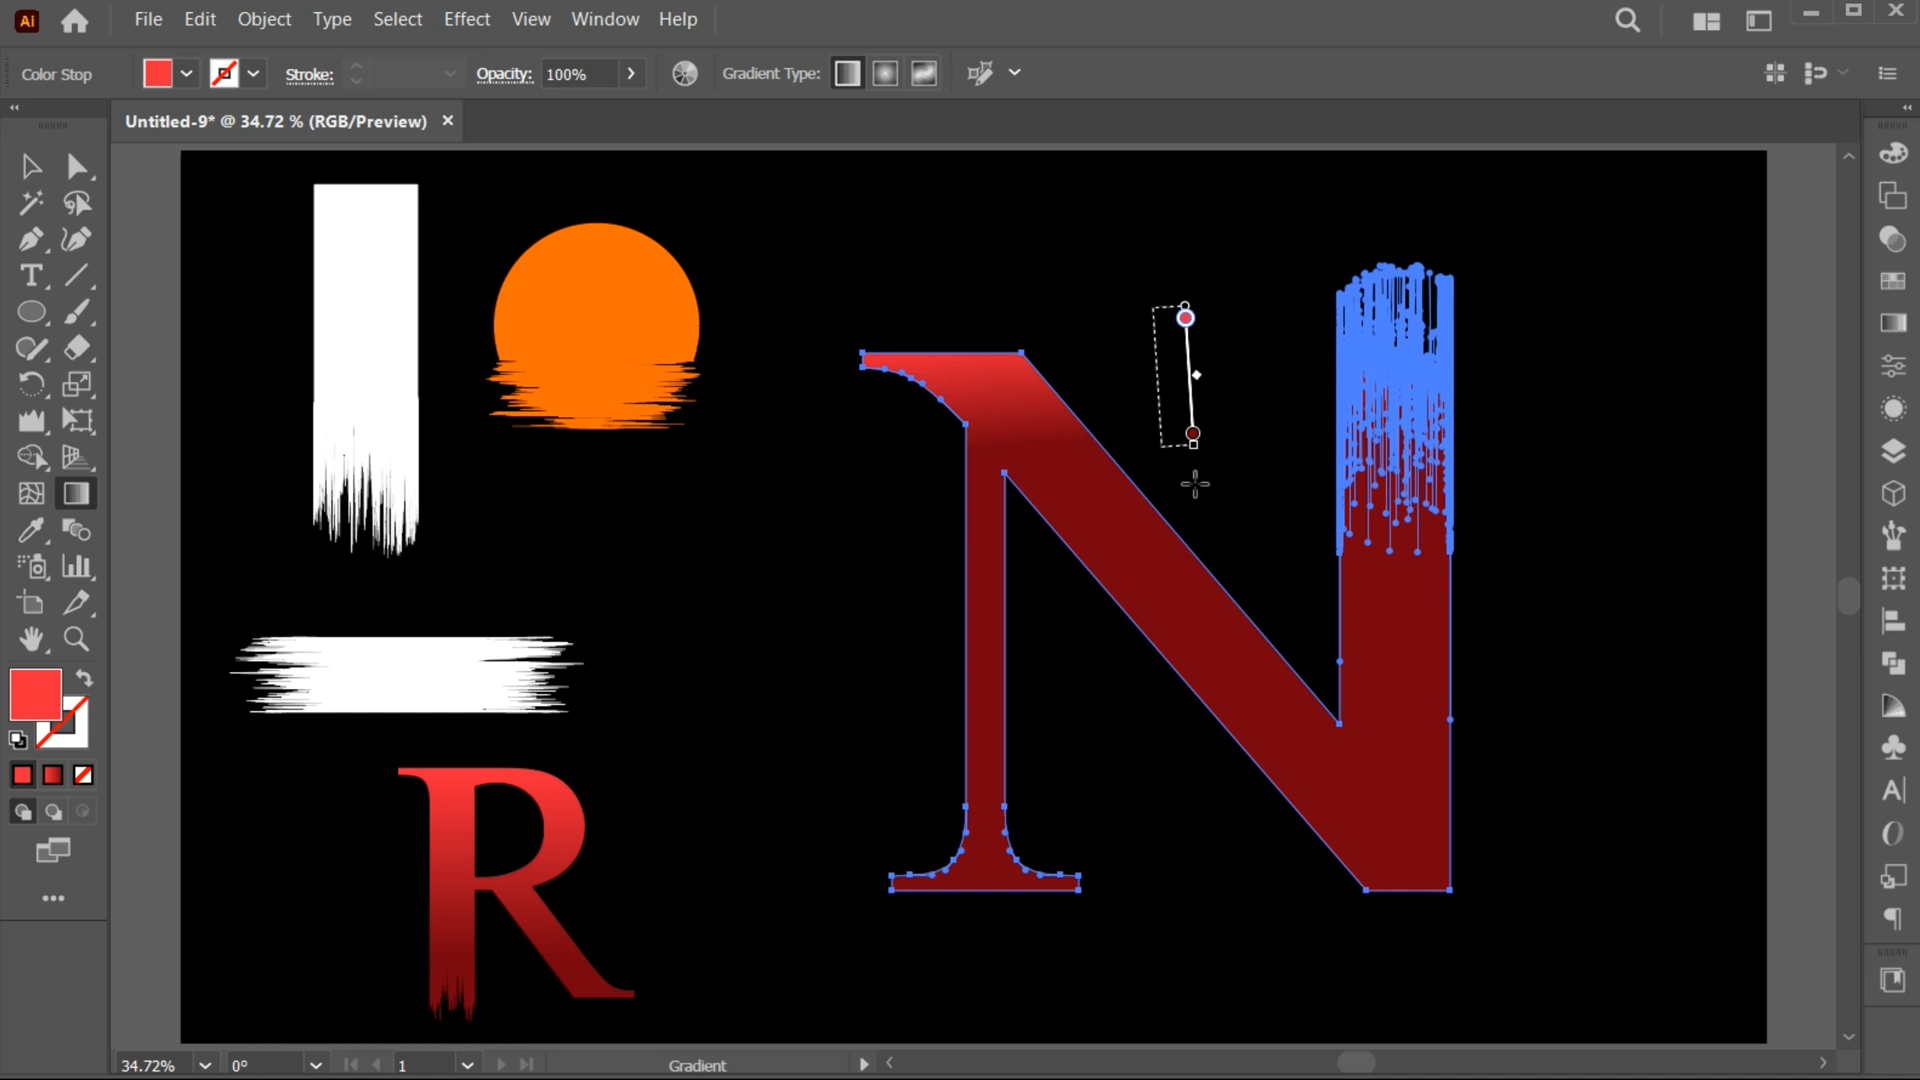 Ai File Edit Object Type Select Effect View Window Help
Color Stop Stroke: Opacity: 100% Gradient Type:
Untitled-9* @ 34.72 % (RGB/Preview) ×
N
R
34.72% 0° 1 Gradient